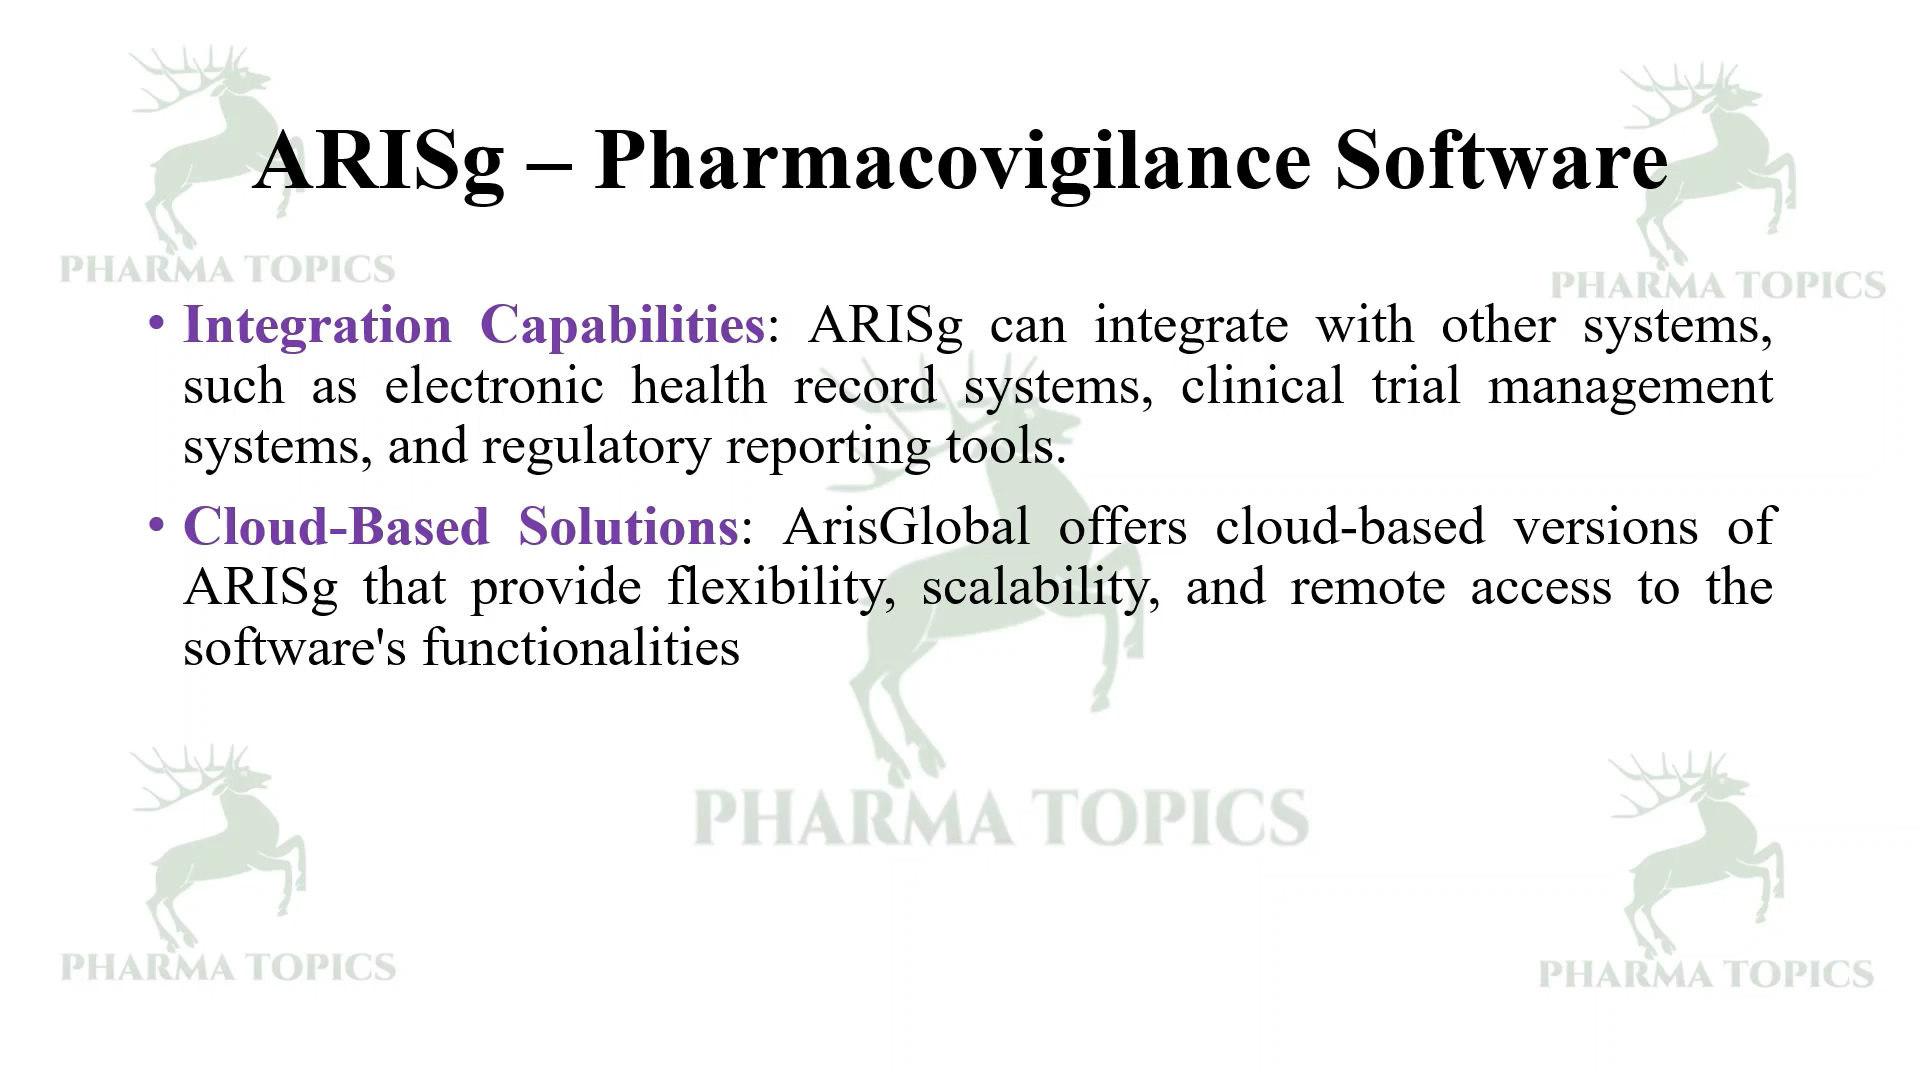 ARISg – Pharmacovigilance Software
PHARMA TOPICS
PHARMA TOPICS
• Integration Capabilities: ARISg can integrate with other systems,
such as electronic health record systems, clinical trial management
systems, and regulatory reporting tools.
• Cloud-Based Solutions: ArisGlobal offers cloud-based versions of
ARISg that provide flexibility, scalability, and remote access to the
software's functionalities
PHARMA TOPICS
PHARMA TOPICS
PHARMA TOPICS